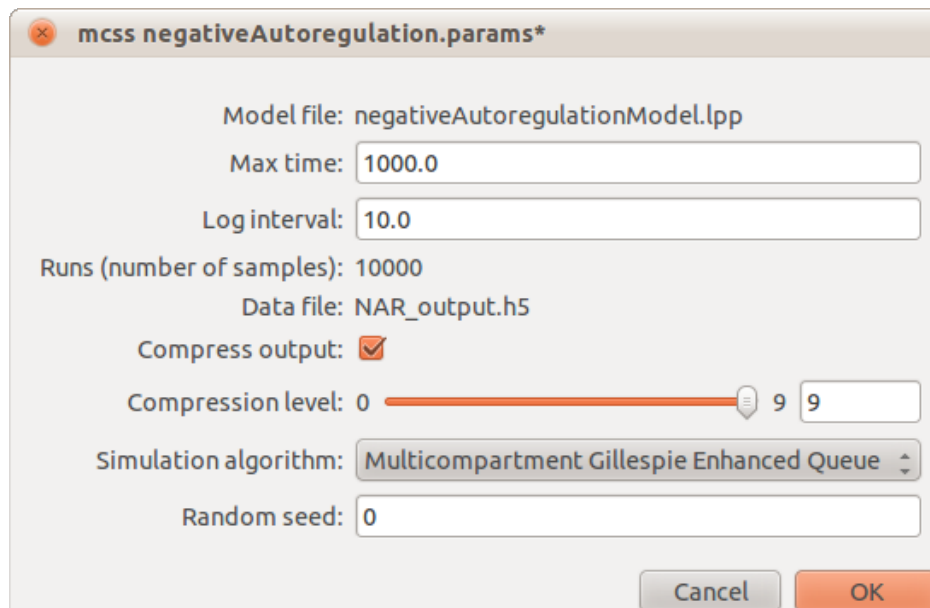 mcss negativeAutoregulation.params*
Model file: negativeAutoregulationModel.lpp
Max time: 1000.0
Log interval: 10.0
Runs (number of samples): 10000
Data file: NAR_output.h5
Compress output:
Compression level: 0 9 9
Simulation algorithm: Multicompartment Gillespie Enhanced Queue
Random seed: 0
Cancel OK